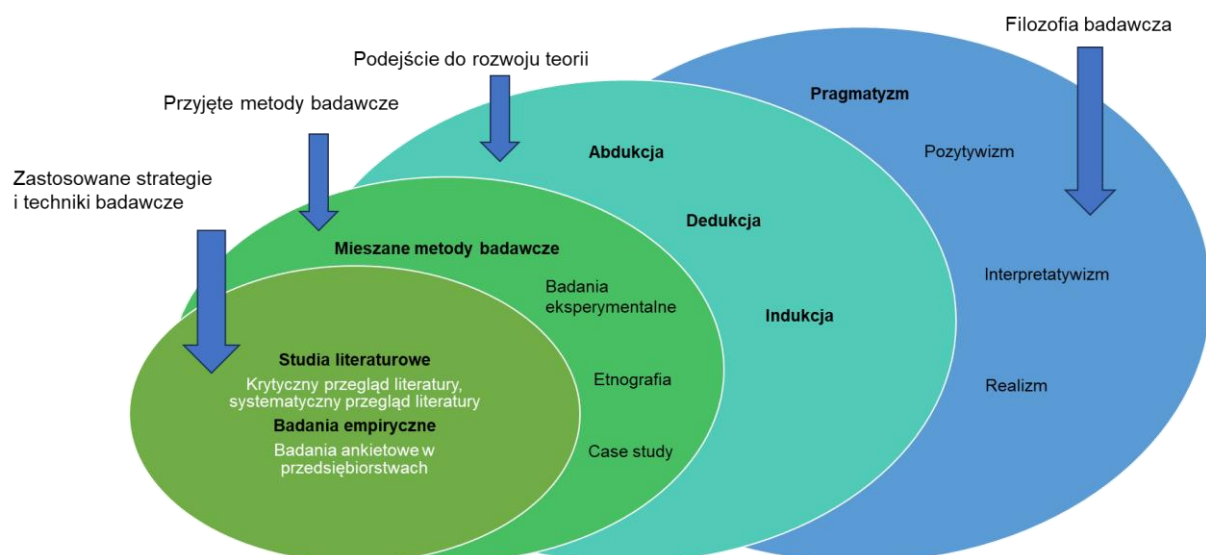 Filozofia badawcza
Podejście do rozwoju teorii
Przyjęte metody badawcze
Zastosowane strategie
i techniki badawcze
Pragmatyzm
Pozytywizm
Interpretatywizm
Realizm
Abdukcja
Dedukcja
Indukcja
Mieszane metody badawcze
Badania
eksperymentalne
Etnografia
Case study
Studia literaturowe
Krytyczny przegląd literatury,
systematyczny przegląd literatury
Badania empiryczne
Badania ankietowe w
przedsiębiorstwach